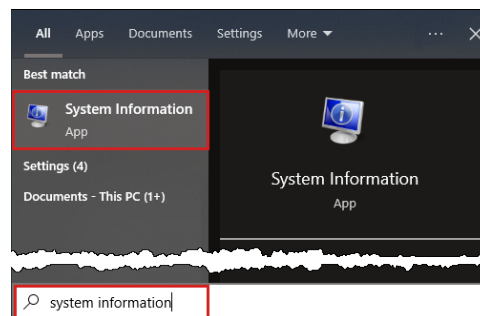 All Apps Documents Settings More
Best match
System Information
App
Settings (4)
Documents - This PC (1+)
System Information
App
system information